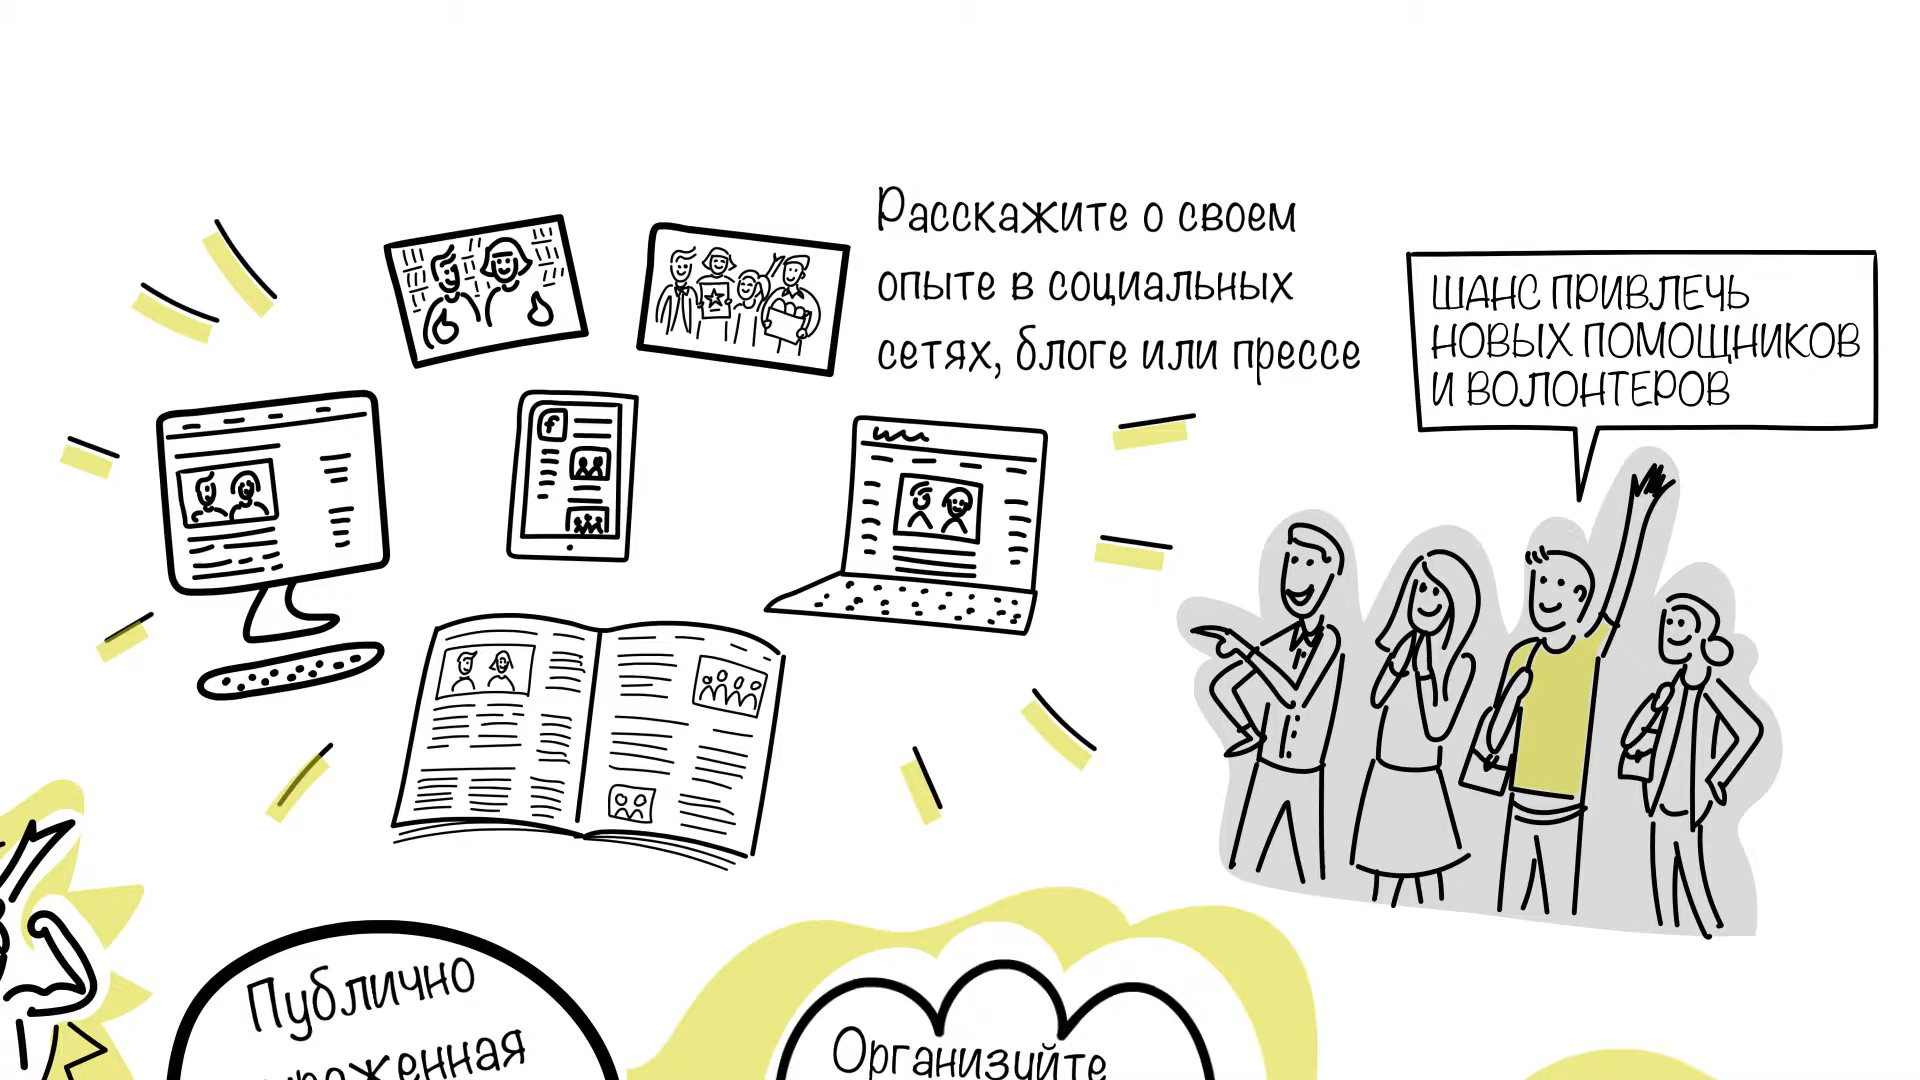 Расскажите о своем
опыте в социальных
сетях, блоге или прессе
ШАНС ПРИВЛЕЧЬ
НОВЫХ ПОМОЩНИКОВ
И ВОЛОНТЕРОВ
f
Публично
Организуйте